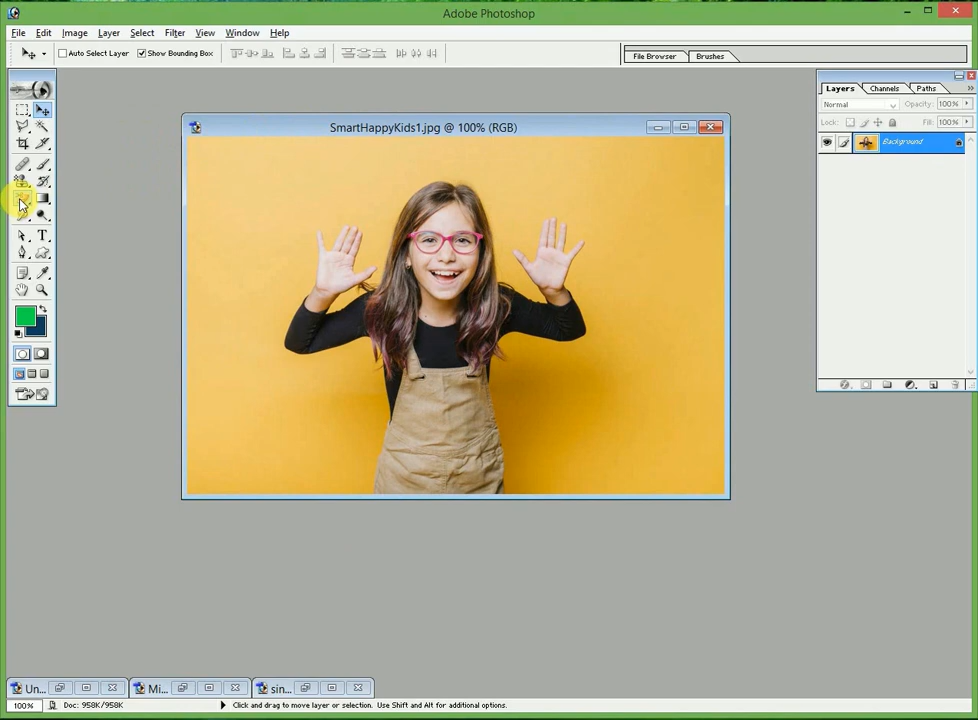 Adobe Photoshop
File Edit Image Layer Select Filter View Window Help
Auto Select Layer Show Bounding Box File Browser Brushes
Layers Channels Paths
Normal Opacity: 100%
Lock: Fill: 100%
Background
SmartHappyKids1.jpg @ 100% (RGB)
T
Un... Mi... sin...
100% Doc: 958K/958K Click and drag to move layer or selection. Use Shift and Alt for additional options.